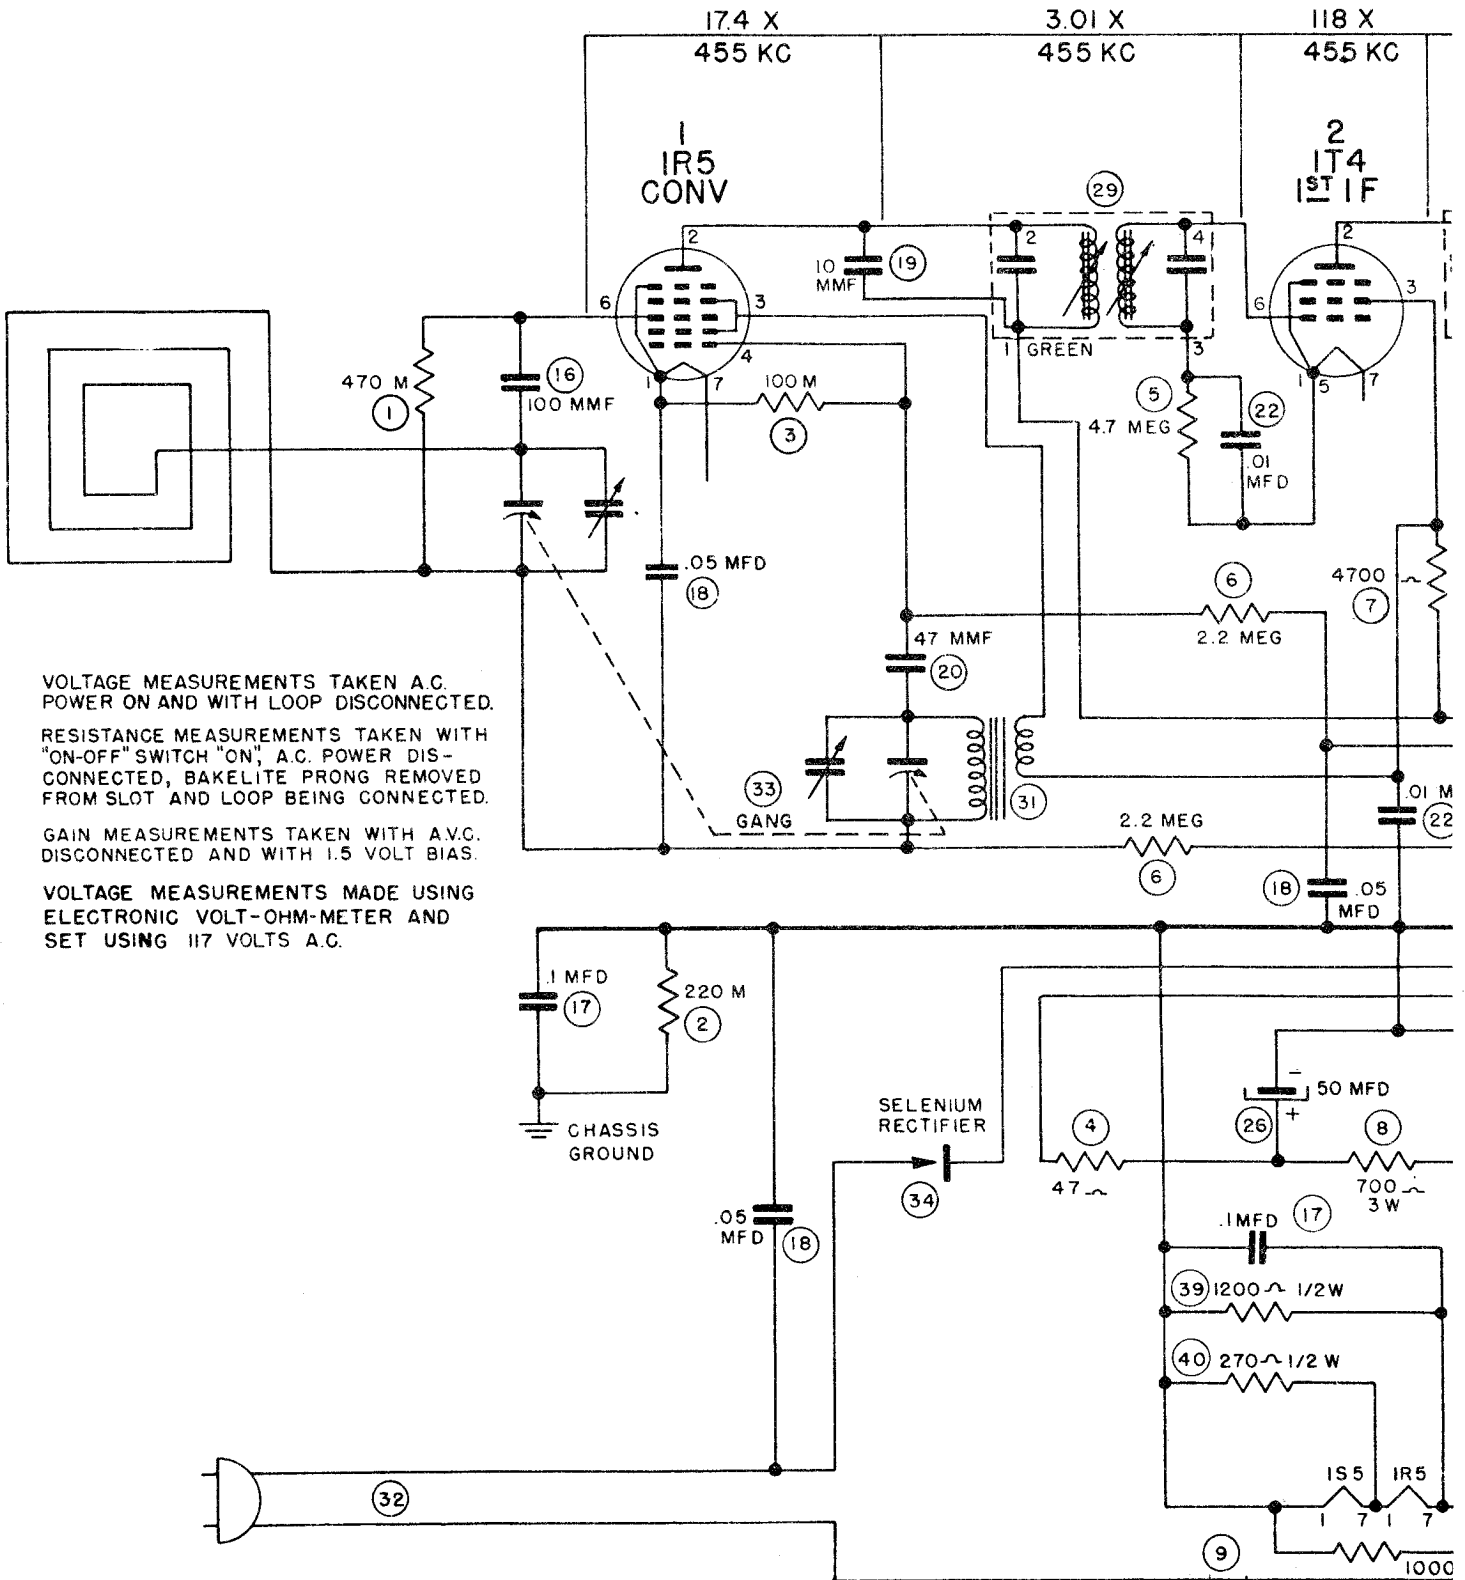 17.4 X 3.01 X 118 X
455 KC 455 KC 455 KC
1
1R5
CONV
2
1T4
1ST IF
29
2
2
4
2
10
MMF
19
6
3
6
3
1 GREEN
3
470 M
1
16
100 MMF
4
1
7
100 M
3
5
4.7 MEG
22
.01
MFD
1
5
7
.05 MFD
18
6
2.2 MEG
4700 Ω
7
47 MMF
20
VOLTAGE MEASUREMENTS TAKEN A.C.
POWER ON AND WITH LOOP DISCONNECTED.
RESISTANCE MEASUREMENTS TAKEN WITH
"ON-OFF" SWITCH "ON", A.C. POWER DIS-
CONNECTED, BAKELITE PRONG REMOVED
FROM SLOT AND LOOP BEING CONNECTED.
GAIN MEASUREMENTS TAKEN WITH A.V.C.
DISCONNECTED AND WITH 1.5 VOLT BIAS.
VOLTAGE MEASUREMENTS MADE USING
ELECTRONIC VOLT-OHM-METER AND
SET USING 117 VOLTS A.C.
33
GANG
31
2.2 MEG
6
.01 M
22
18
.05
MFD
.1 MFD
17
220 M
2
CHASSIS
GROUND
SELENIUM
RECTIFIER
34
4
47 Ω
-
50 MFD
+
26
8
700 Ω
3 W
.05
MFD
18
.1 MFD
17
39 1200 Ω 1/2 W
40 270 Ω 1/2 W
1S5 1R5
1 7 1 7
32
9
1000